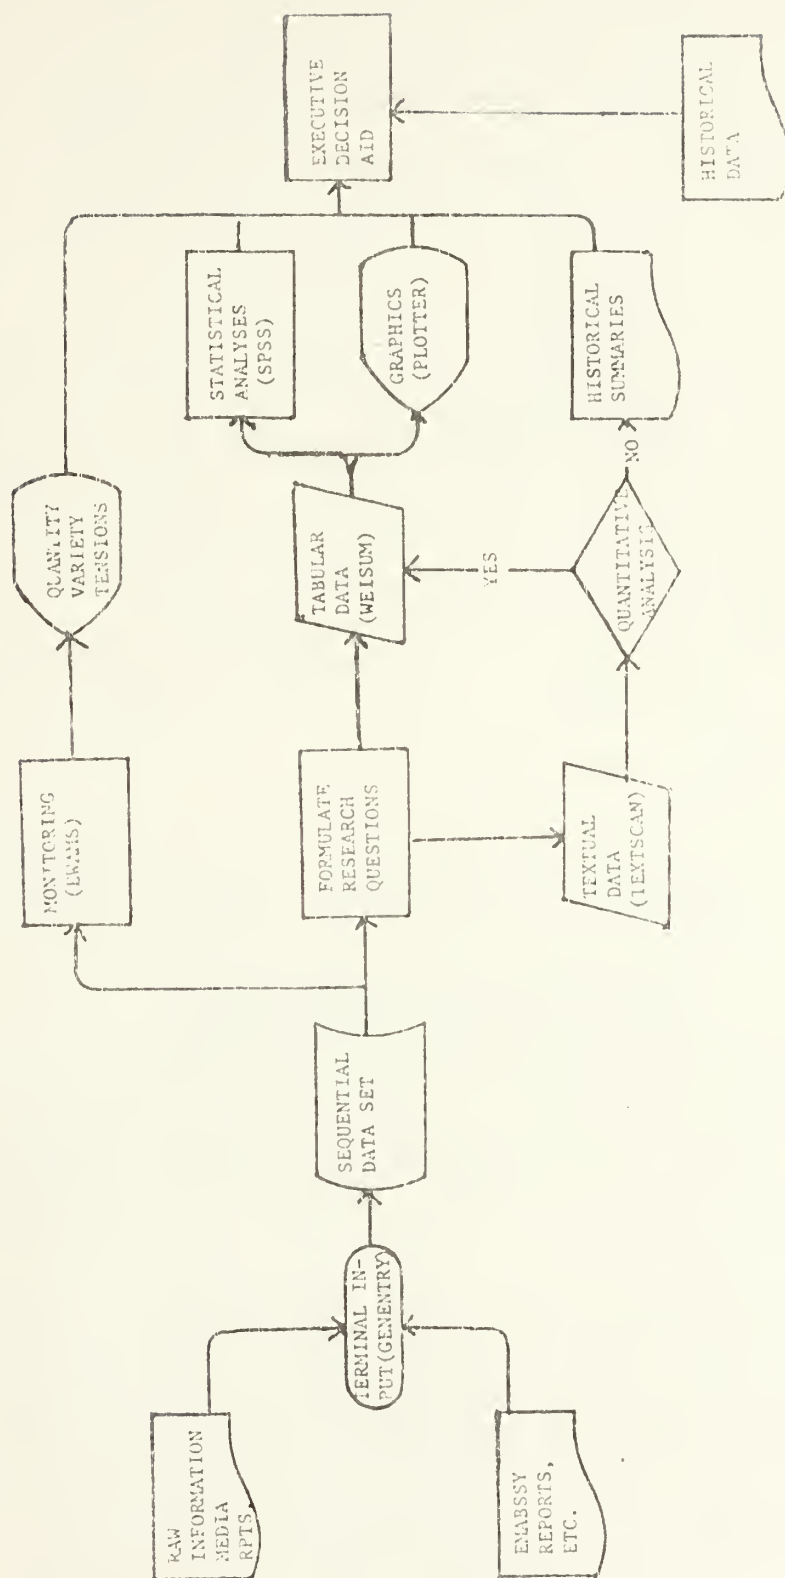 RAW
INFORMATION
MEDIA
RPTS.
EMABSSY
REPORTS,
ETC.
TERMINAL IN-
PUT(GENENTRY)
SEQUENTIAL
DATA SET
MONITORING
(EWAMS)
FORMULATE
RESEARCH
QUESTIONS
TEXTUAL
DATA
(TEXTSCAN)
QUANTITY
VARIETY
TENSIONS
TABULAR
DATA
(WEISUM)
YES
QUANTITATIVE
ANALYSIS
NO
STATISTICAL
ANALYSES
(SPSS)
GRAPHICS
(PLOTTER)
HISTORICAL
SUMMARIES
EXECUTIVE
DECISION
AID
HISTORICAL
DATA